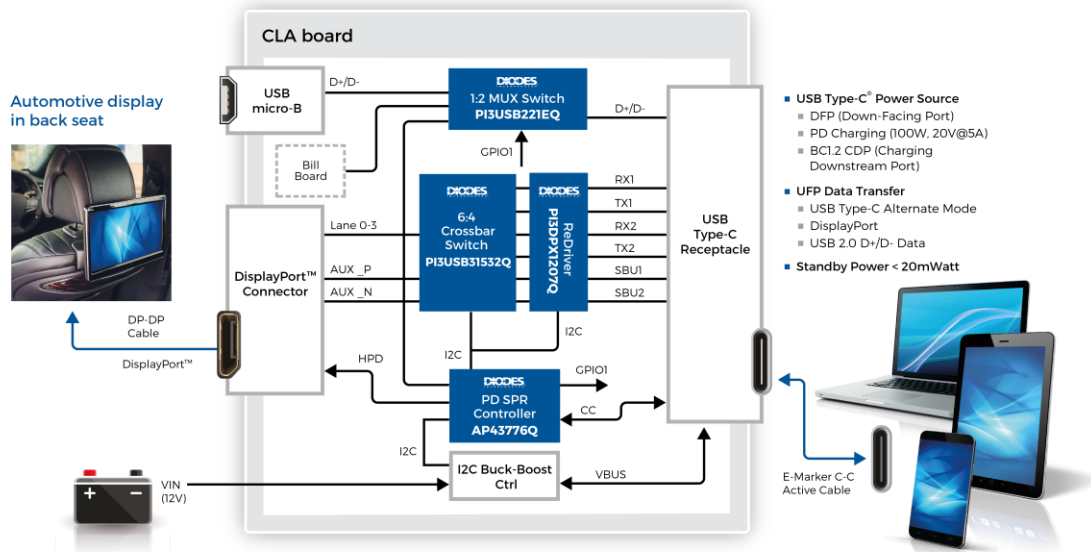 CLA board
USB
micro-B
D+/D-
DIODES
1:2 MUX Switch
PI3USB221EQ
D+/D-
Automotive display
in back seat
Bill
Board
GPIO1
DIODES
6:4
Crossbar
Switch
PI3USB31532Q
DIODES
ReDriver
PI3DPX1207Q
RX1
TX1
RX2
TX2
SBU1
SBU2
USB
Type-C
Receptacle
DisplayPort™
Connector
Lane 0-3
AUX _P
AUX _N
DP-DP
Cable
DisplayPort™
HPD
I2C
I2C
DIODES
PD SPR
Controller
AP43776Q
GPIO1
CC
I2C
I2C Buck-Boost
Ctrl
VBUS
+ −
VIN
(12V)
E-Marker C-C
Active Cable
■ USB Type-C® Power Source
■ DFP (Down-Facing Port)
■ PD Charging (100W, 20V@5A)
■ BC1.2 CDP (Charging
Downstream Port)
■ UFP Data Transfer
■ USB Type-C Alternate Mode
■ DisplayPort
■ USB 2.0 D+/D- Data
■ Standby Power < 20mWatt